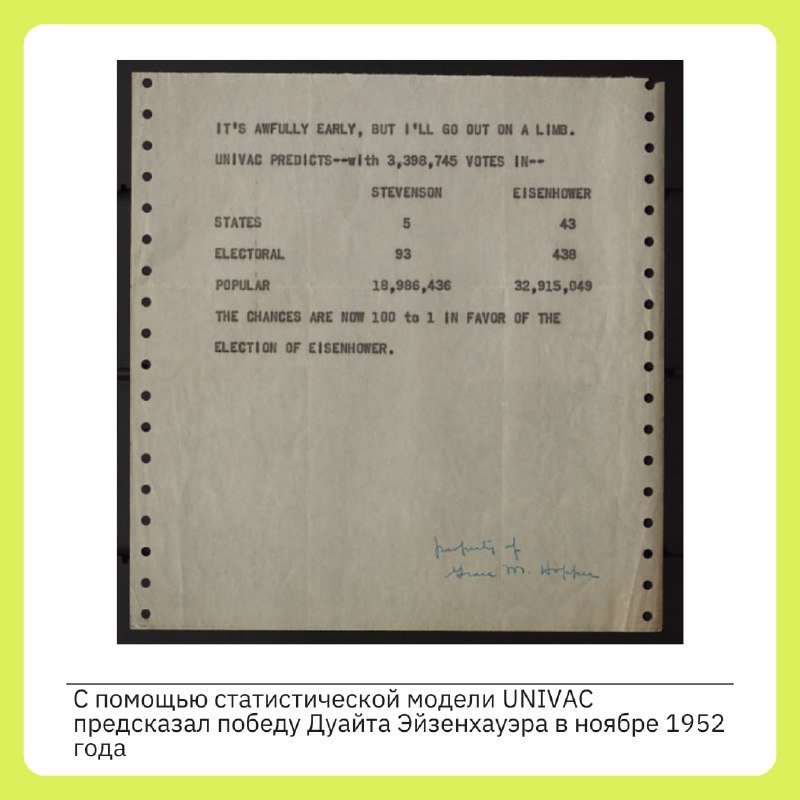 IT'S AWFULLY EARLY, BUT I'LL GO OUT ON A LIMB.
UNIVAC PREDICTS--with 3,398,745 VOTES IN--
STEVENSON EISENHOWER
STATES 5 43
ELECTORAL 93 438
POPULAR 18,986,436 32,915,049
THE CHANCES ARE NOW 100 to 1 IN FAVOR OF THE
ELECTION OF EISENHOWER.
property of
Grace M. Hopper
С помощью статистической модели UNIVAC
предсказал победу Дуайта Эйзенхауэра в ноябре 1952
года